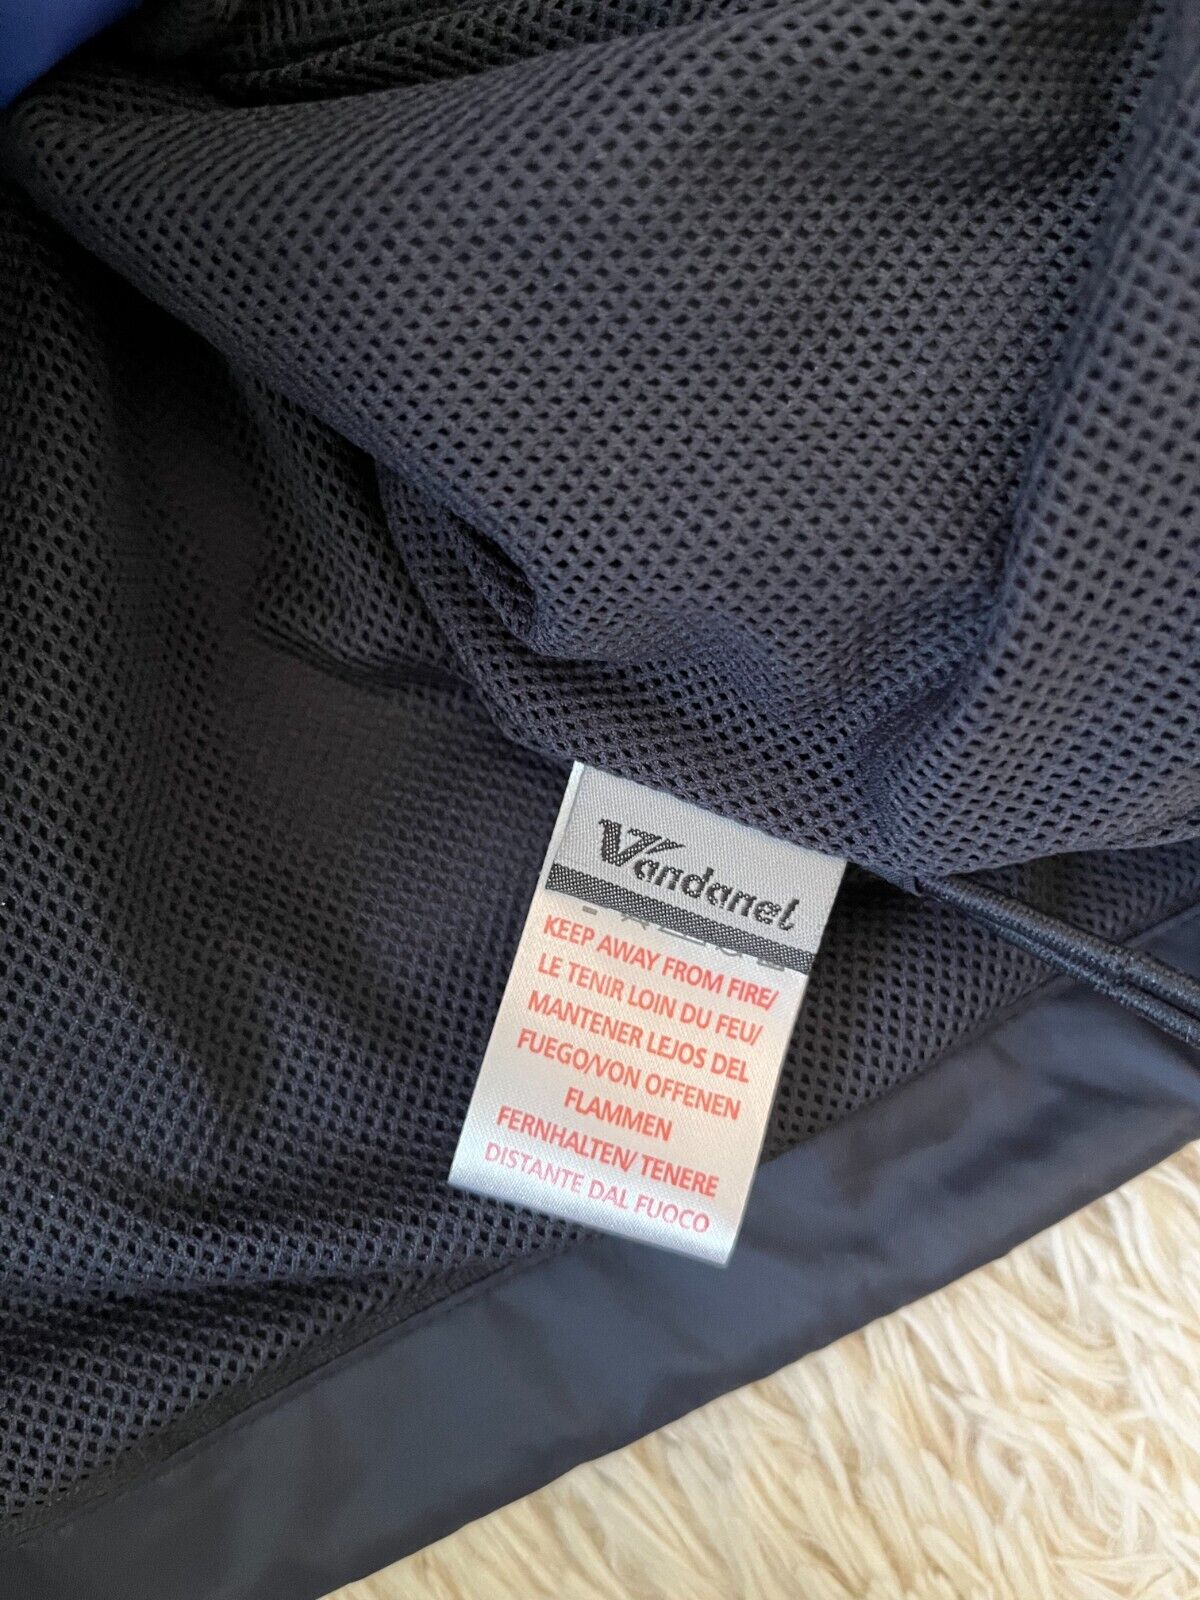 Vandanel
KEEP AWAY FROM FIRE/
LE TENIR LOIN DU FEU/
MANTENER LEJOS DEL
FUEGO/VON OFFENEN
FLAMMEN
FERNHALTEN/ TENERE
DISTANTE DAL FUOCO